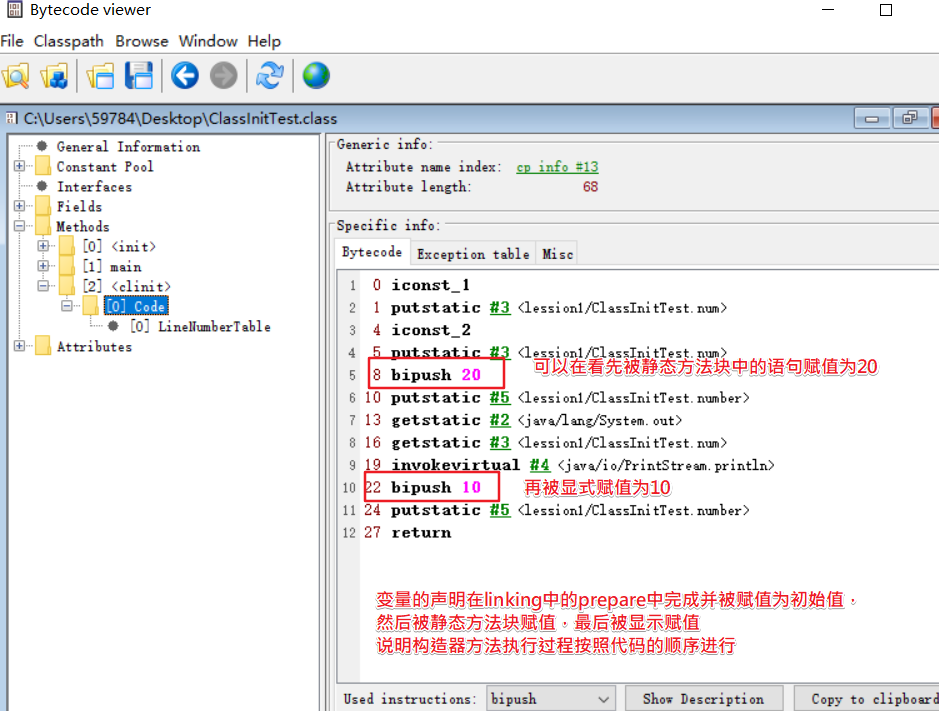 Bytecode viewer
File Classpath Browse Window Help
C:\Users\59784\Desktop\ClassInitTest.class
General Information
Constant Pool
Interfaces
Fields
Methods
[0] <init>
[1] main
[2] <clinit>
[0] Code
[0] LineNumberTable
Attributes
Generic info:
Attribute name index: cp info #13
Attribute length: 68
Specific info:
Bytecode Exception table Misc
1 0 iconst_1
2 1 putstatic #3 <lession1/ClassInitTest.num>
3 4 iconst_2
4 5 putstatic #3 <lession1/ClassInitTest.num>
可以在看先被静态方法块中的语句赋值为20
5 8 bipush 20
6 10 putstatic #5 <lession1/ClassInitTest.number>
7 13 getstatic #2 <java/lang/System.out>
8 16 getstatic #3 <lession1/ClassInitTest.num>
9 19 invokevirtual #4 <java/io/PrintStream.println>
10 22 bipush 10 再被显式赋值为10
11 24 putstatic #5 <lession1/ClassInitTest.number>
12 27 return
变量的声明在linking中的prepare中完成并被赋值为初始值，
然后被静态方法块赋值，最后被显示赋值
说明构造器方法执行过程按照代码的顺序进行
Used instructions: bipush Show Description Copy to clipboard